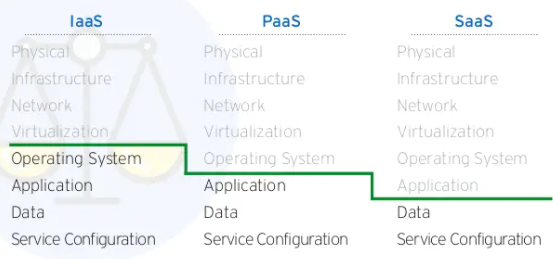 IaaS PaaS SaaS
Physical Physical Physical
Infrastructure Infrastructure Infrastructure
Network Network Network
Virtualization Virtualization Virtualization
Operating System Operating System Operating System
Application Application Application
Data Data Data
Service Configuration Service Configuration Service Configuration